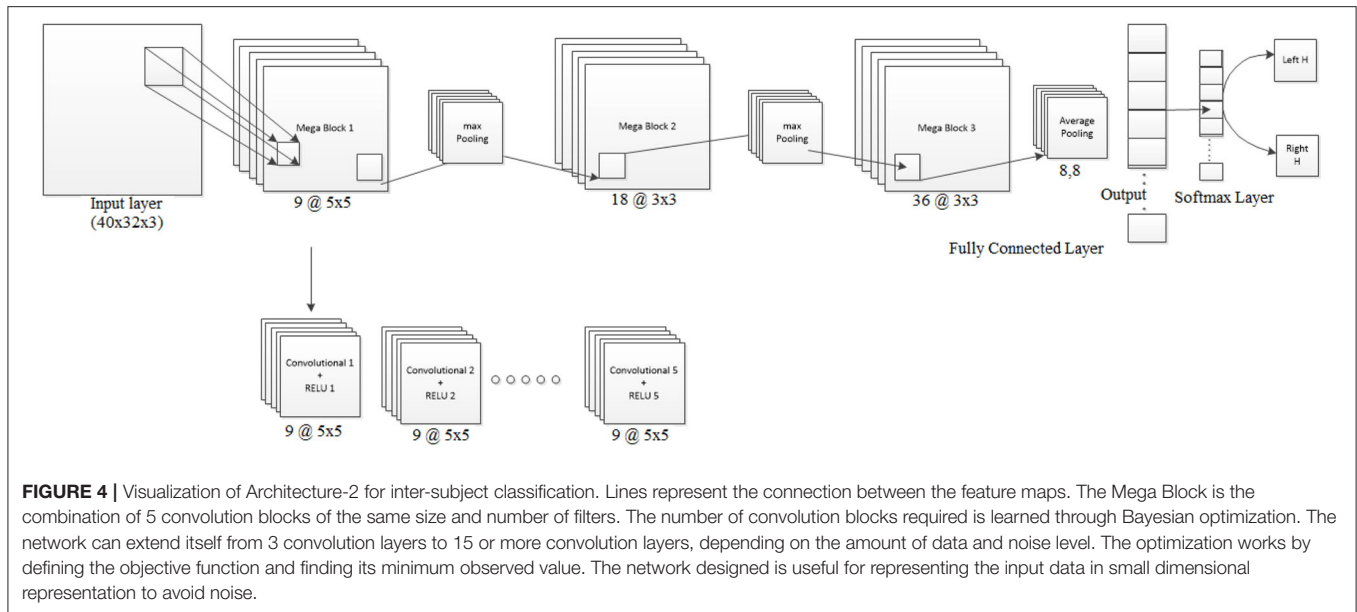 Mega Block 1
max
Pooling
Mega Block 2
max
Pooling
Mega Block 3
Average
Pooling
Left H
Right
H
Input layer
(40x32x3)
9 @ 5x5
18 @ 3x3
36 @ 3x3
8,8
Output
Softmax Layer
Fully Connected Layer
Convolutional 1
+
RELU 1
Convolutional 2
+
RELU 2
Convolutional 5
+
RELU 5
9 @ 5x5
9 @ 5x5
9 @ 5x5
FIGURE 4 | Visualization of Architecture-2 for inter-subject classification. Lines represent the connection between the feature maps. The Mega Block is the
combination of 5 convolution blocks of the same size and number of filters. The number of convolution blocks required is learned through Bayesian optimization. The
network can extend itself from 3 convolution layers to 15 or more convolution layers, depending on the amount of data and noise level. The optimization works by
defining the objective function and finding its minimum observed value. The network designed is useful for representing the input data in small dimensional
representation to avoid noise.